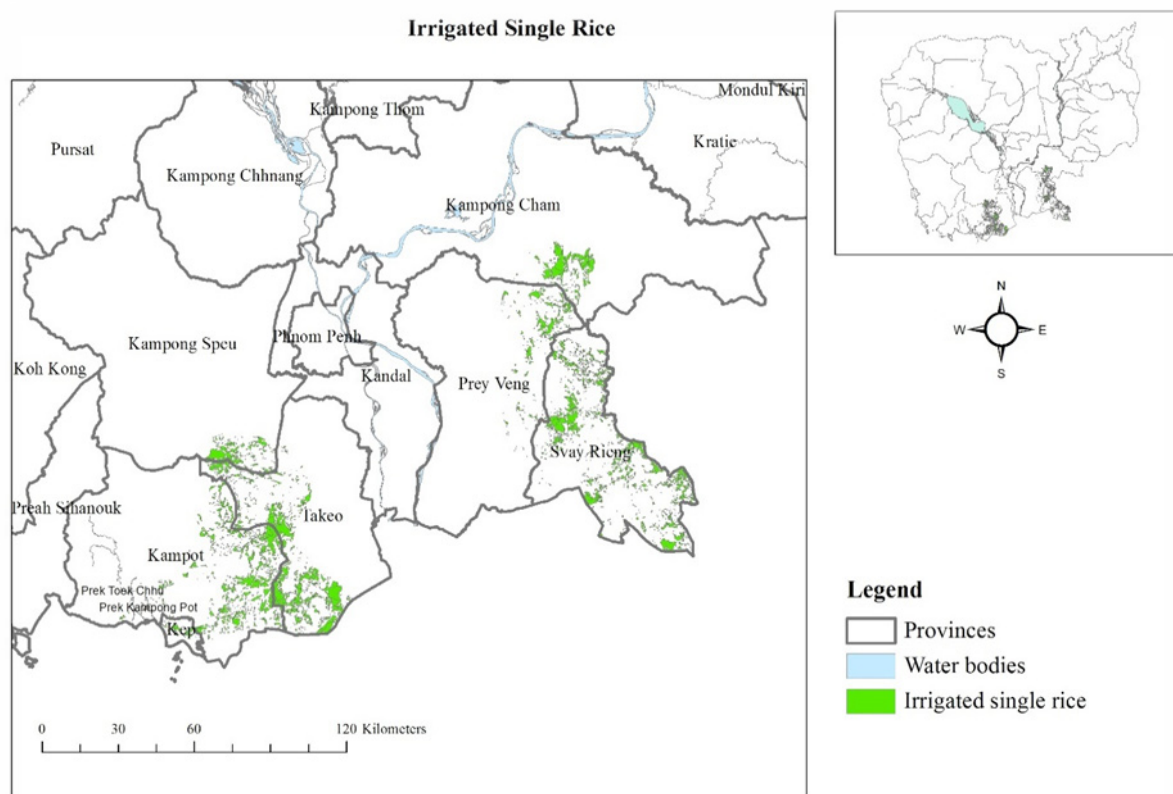 Irrigated Single Rice
Mondul Kiri
Kampong Thom
Kratie
Pursat
Kampong Chhnang
Kampong Cham
Phnom Penh
Kampong Speu
Koh Kong
Kandal
Prey Veng
Svay Rieng
Preah Sihanouk
Takeo
Kampot
Prek Toek Chhu
Prek Kampong Pot
Kep
0 30 60 120 Kilometers
N
W E
S
Legend
Provinces
Water bodies
Irrigated single rice